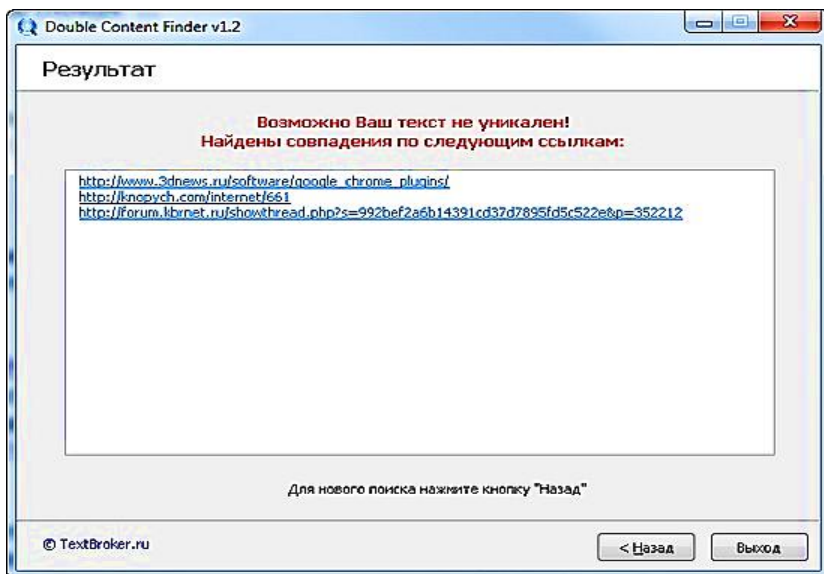 Double Content Finder v1.2
Результат
Возможно Ваш текст не уникален!
Найдены совпадения по следующим ссылкам:
http://www.3dnews.ru/software/google_chrome_plugins/
http://knopych.com/internet/661
http://forum.kbrnet.ru/showthread.php?s=992bef2a6b14391cd37d7895fd5c522e&p=352212
Для нового поиска нажмите кнопку "Назад"
© TextBroker.ru
< Назад
Выход